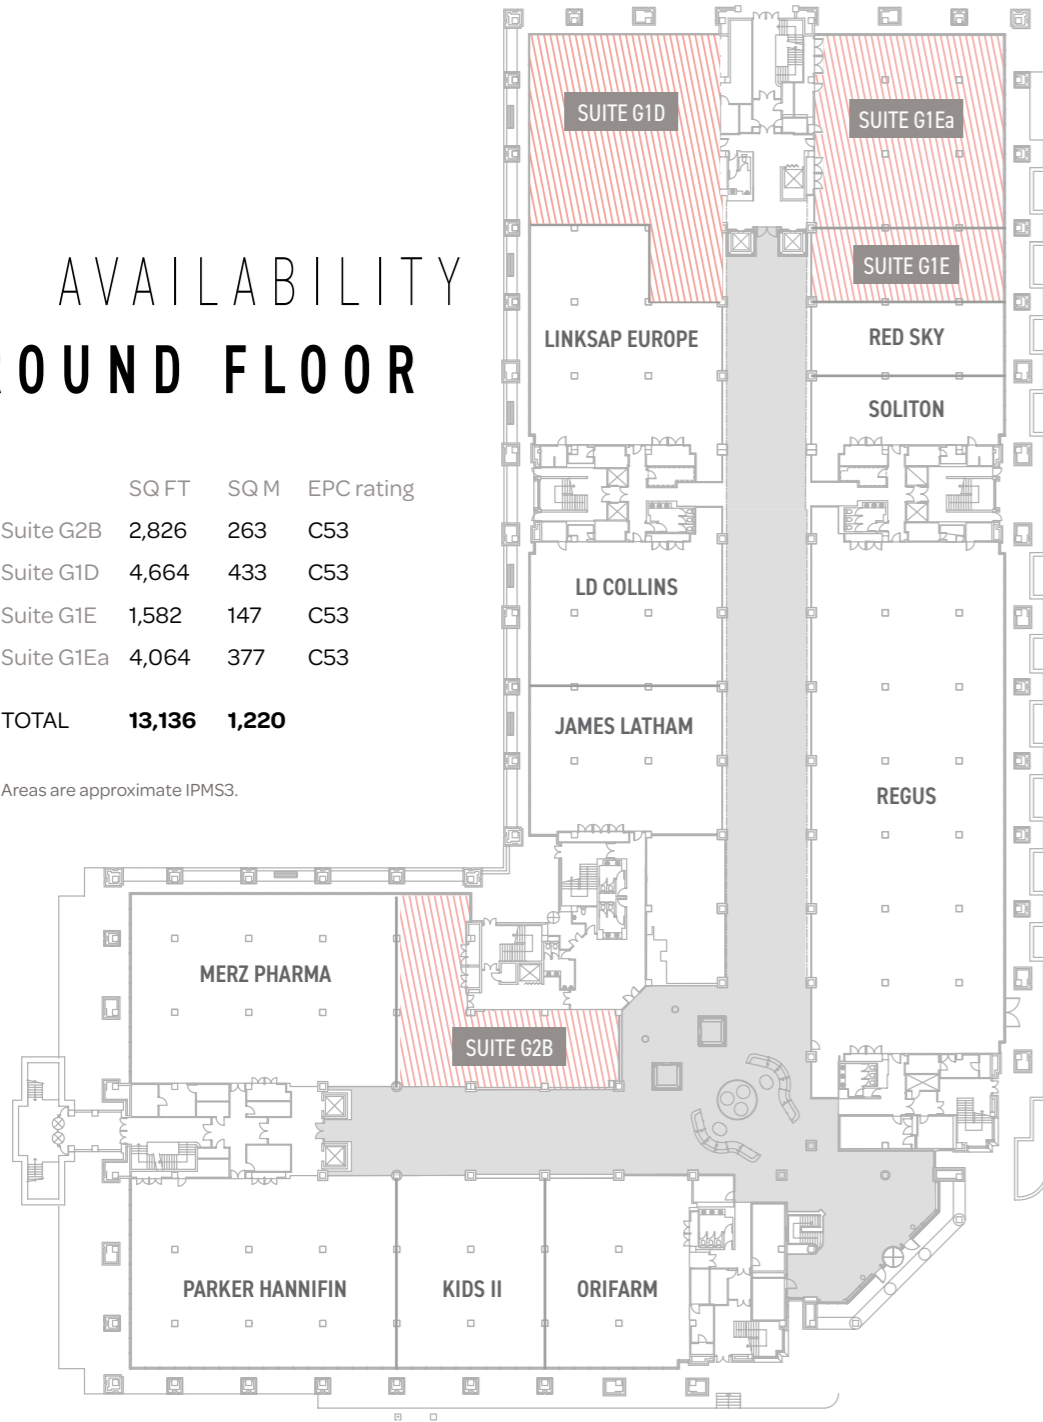 AVAILABILITY
ROUND FLOOR
SQ FT SQ M EPC rating
Suite G2B 2,826 263 C53
Suite G1D 4,664 433 C53
Suite G1E 1,582 147 C53
Suite G1Ea 4,064 377 C53
TOTAL 13,136 1,220
Areas are approximate IPMS3.
SUITE G1D
SUITE G1Ea
SUITE G1E
LINKSAP EUROPE
RED SKY
SOLITON
LD COLLINS
JAMES LATHAM
REGUS
MERZ PHARMA
SUITE G2B
PARKER HANNIFIN
KIDS II
ORIFARM